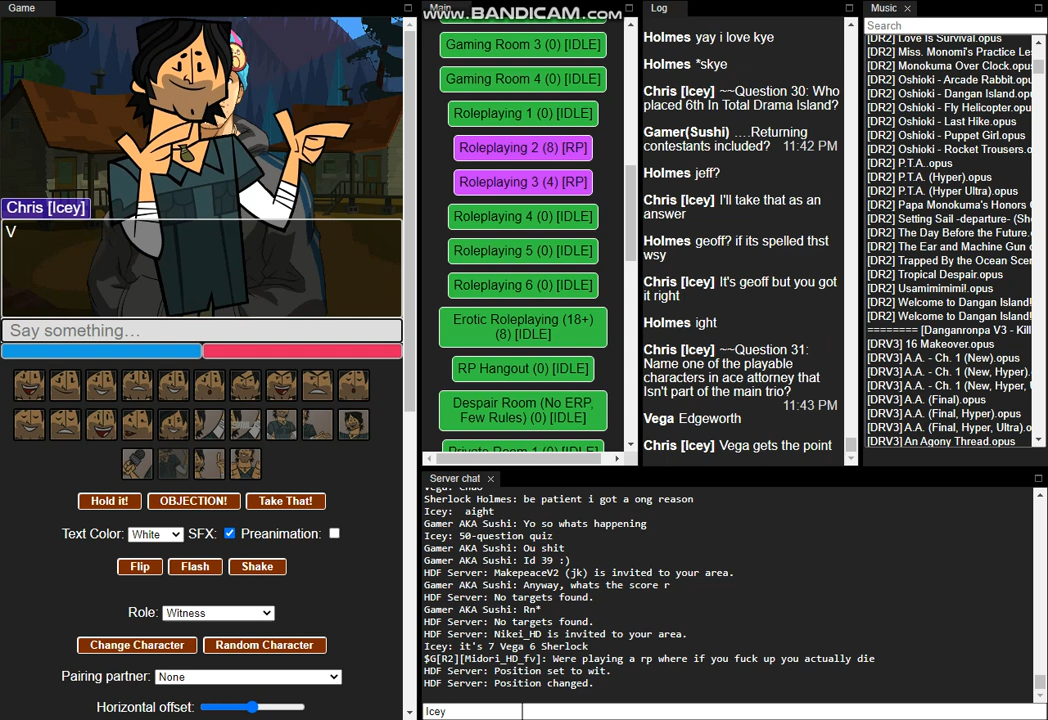 Game
Chris [Icey]
V
Say something…
Hold it!
OBJECTION!
Take That!
Text Color:
White
SFX:
Preanimation:
Flip
Flash
Shake
Role:
Witness
Change Character
Random Character
Pairing partner:
None
Horizontal offset:
Main
www.BANDICAM.com
Gaming Room 3 (0) [IDLE]
Gaming Room 4 (0) [IDLE]
Roleplaying 1 (0) [IDLE]
Roleplaying 2 (8) [RP]
Roleplaying 3 (4) [RP]
Roleplaying 4 (0) [IDLE]
Roleplaying 5 (0) [IDLE]
Roleplaying 6 (0) [IDLE]
Erotic Roleplaying (18+)
(8) [IDLE]
RP Hangout (0) [IDLE]
Despair Room (No ERP,
Few Rules) (0) [IDLE]
Private Room 1 (0) [IDLE]
Log
Holmes yay i love kye
Holmes *skye
Chris [Icey] ~~Question 30: Who
placed 6th In Total Drama Island?
Gamer(Sushi) ....Returning
contestants included? 11:42 PM
Holmes jeff?
Chris [Icey] I'll take that as an
answer
Holmes geoff? if its spelled thst
wsy
Chris [Icey] It's geoff but you got
it right
Holmes ight
Chris [Icey] ~~Question 31:
Name one of the playable
characters in ace attorney that
Isn't part of the main trio?
11:43 PM
Vega Edgeworth
Chris [Icey] Vega gets the point
Music
Search
[DR2] Love Is Survival.opus
[DR2] Miss. Monomi's Practice Les
[DR2] Monokuma Over Clock.opus
[DR2] Oshioki - Arcade Rabbit.opu
[DR2] Oshioki - Dangan Island.opu
[DR2] Oshioki - Fly Helicopter.opus
[DR2] Oshioki - Last Hike.opus
[DR2] Oshioki - Puppet Girl.opus
[DR2] Oshioki - Rocket Trousers.op
[DR2] P.T.A..opus
[DR2] P.T.A. (Hyper).opus
[DR2] P.T.A. (Hyper Ultra).opus
[DR2] Papa Monokuma's Honors C
[DR2] Setting Sail -departure- (She
[DR2] The Day Before the Future.o
[DR2] The Ear and Machine Gun o
[DR2] Trapped By the Ocean Scen
[DR2] Tropical Despair.opus
[DR2] Usamimimimi!.opus
[DR2] Welcome to Dangan Island!
[DR2] Welcome to Dangan Island!
======== [Danganronpa V3 - Kill
[DRV3] 16 Makeover.opus
[DRV3] A.A. - Ch. 1 (New).opus
[DRV3] A.A. - Ch. 1 (New, Hyper).
[DRV3] A.A. - Ch. 1 (New, Hyper, U
[DRV3] A.A. (Final).opus
[DRV3] A.A. (Final, Hyper).opus
[DRV3] A.A. (Final, Hyper, Ultra).o
[DRV3] An Agony Thread.opus
Server chat
Sherlock Holmes: be patient i got a ong reason
Icey:  aight
Gamer AKA Sushi: Yo so whats happening
Icey: 50-question quiz
Gamer AKA Sushi: Ou shit
Gamer AKA Sushi: Id 39 :)
HDF Server: MakepeaceV2 (jk) is invited to your area.
Gamer AKA Sushi: Anyway, whats the score r
HDF Server: No targets found.
Gamer AKA Sushi: Rn*
HDF Server: No targets found.
HDF Server: Nikei_HD is invited to your area.
Icey: it's 7 Vega 6 Sherlock
$G[R2][Midori_HD_fv]: Were playing a rp where if you fuck up you actually die
HDF Server: Position set to wit.
HDF Server: Position changed.
Icey